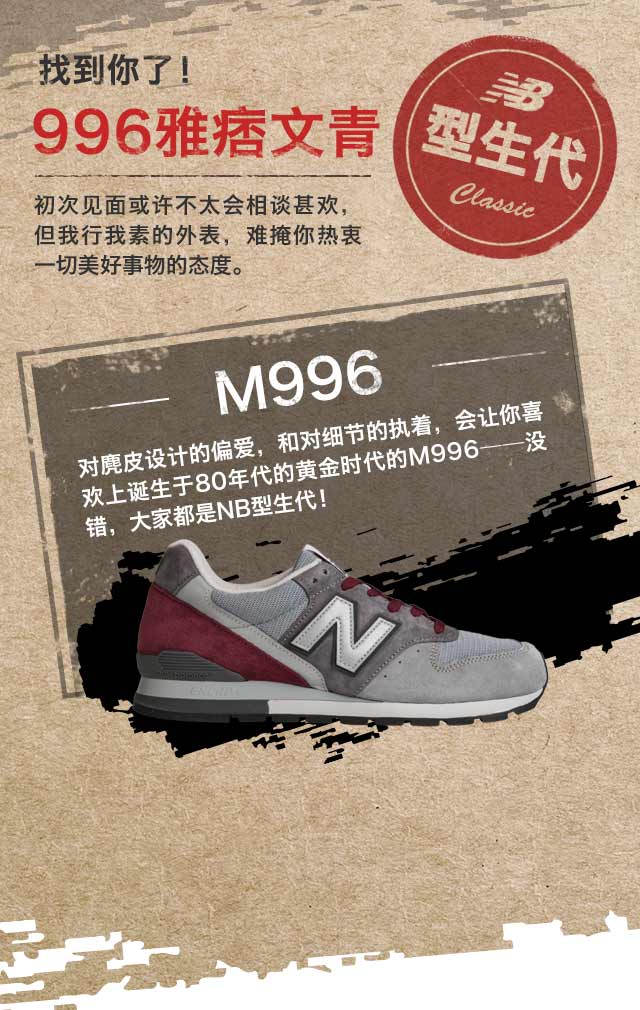 找到你了！
996雅痞文青
NB
型生代
Classic
初次见面或许不太会相谈甚欢，
但我行我素的外表，难掩你热衷
一切美好事物的态度。
M996
对麂皮设计的偏爱，和对细节的执着，会让你喜
欢上诞生于80年代的黄金时代的M996——没
错，大家都是NB型生代！
N
ENCAP